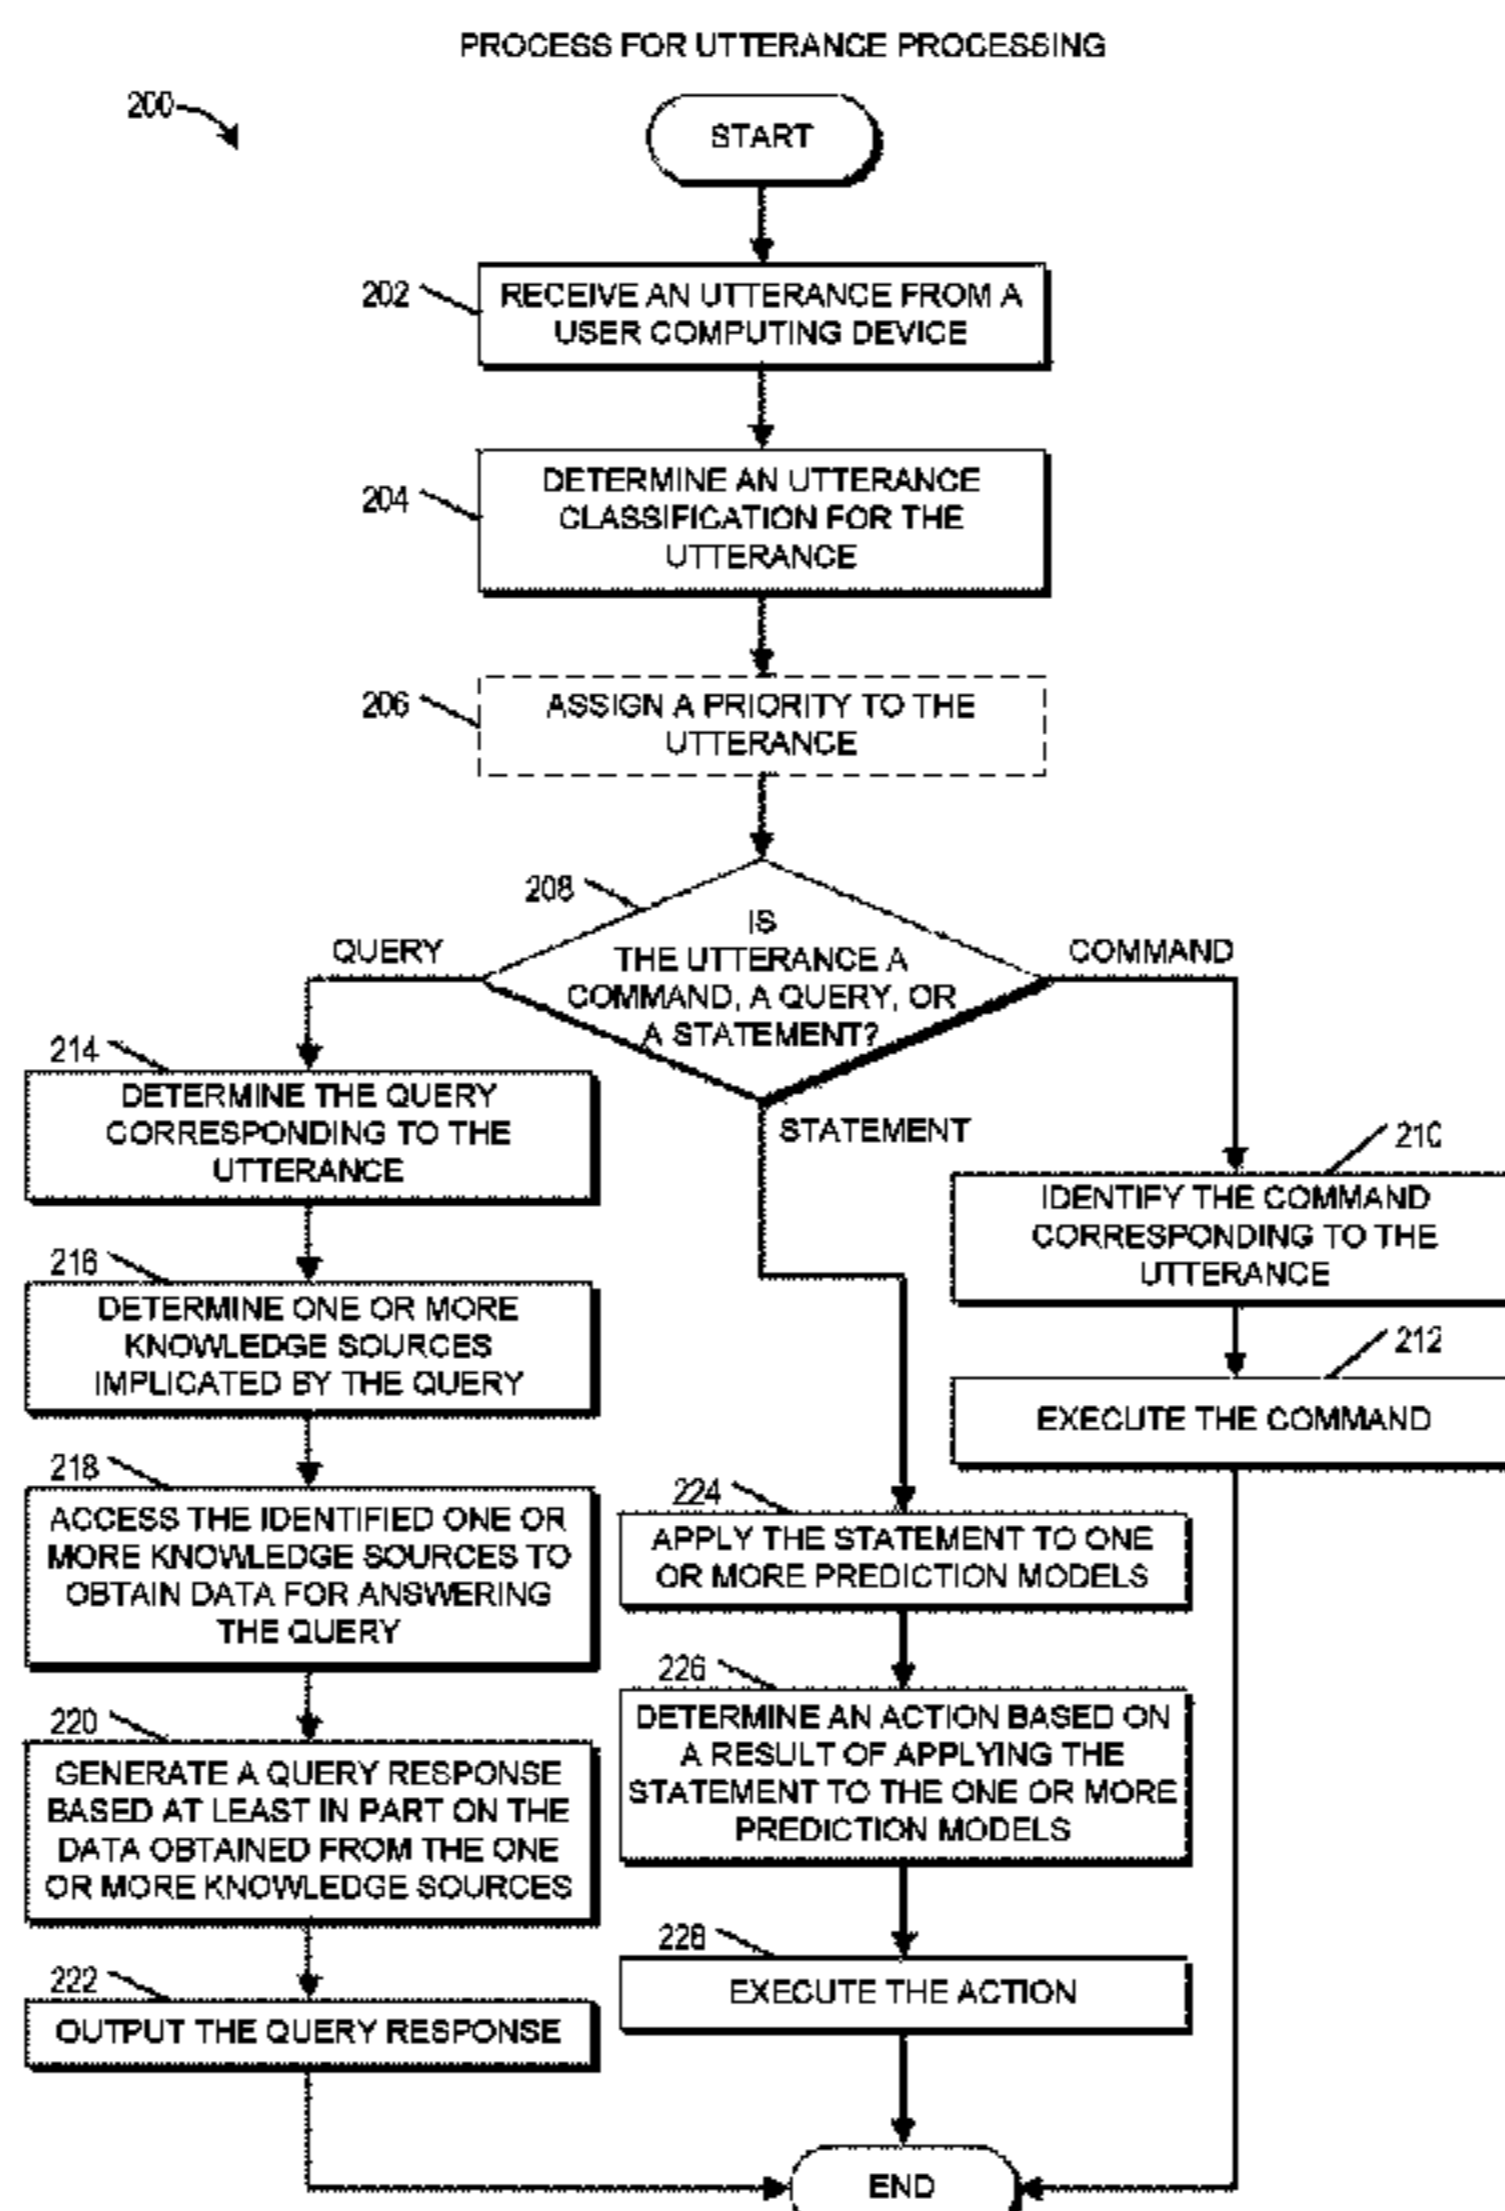 PROCESS FOR UTTERANCE PROCESSING
200
START
202
RECEIVE AN UTTERANCE FROM A
USER COMPUTING DEVICE
204
DETERMINE AN UTTERANCE
CLASSIFICATION FOR THE
UTTERANCE
206
ASSIGN A PRIORITY TO THE
UTTERANCE
208
IS
THE UTTERANCE A
COMMAND, A QUERY, OR
A STATEMENT?
QUERY
COMMAND
STATEMENT
214
DETERMINE THE QUERY
CORRESPONDING TO THE
UTTERANCE
216
DETERMINE ONE OR MORE
KNOWLEDGE SOURCES
IMPLICATED BY THE QUERY
218
ACCESS THE IDENTIFIED ONE OR
MORE KNOWLEDGE SOURCES TO
OBTAIN DATA FOR ANSWERING
THE QUERY
220
GENERATE A QUERY RESPONSE
BASED AT LEAST IN PART ON THE
DATA OBTAINED FROM THE ONE
OR MORE KNOWLEDGE SOURCES
222
OUTPUT THE QUERY RESPONSE
224
APPLY THE STATEMENT TO ONE
OR MORE PREDICTION MODELS
226
DETERMINE AN ACTION BASED ON
A RESULT OF APPLYING THE
STATEMENT TO THE ONE OR MORE
PREDICTION MODELS
228
EXECUTE THE ACTION
210
IDENTIFY THE COMMAND
CORRESPONDING TO THE
UTTERANCE
212
EXECUTE THE COMMAND
END